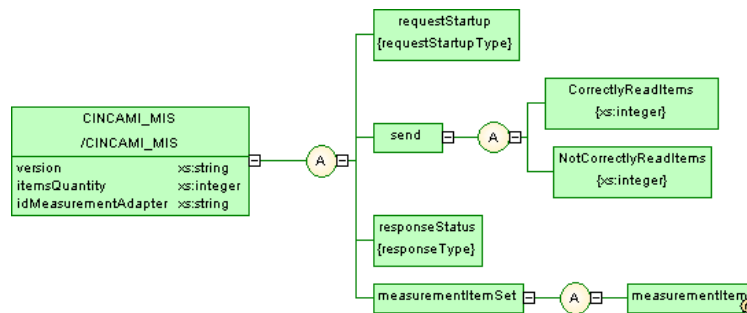 CINCAMI_MIS
/CINCAMI_MIS
version xs:string
itemsQuantity xs:integer
idMeasurementAdapter xs:string
A
requestStartup
{requestStartupType}
send
A
CorrectlyReadItems
{xs:integer}
NotCorrectlyReadItems
{xs:integer}
responseStatus
{responseType}
measurementItemSet
A
measurementItem